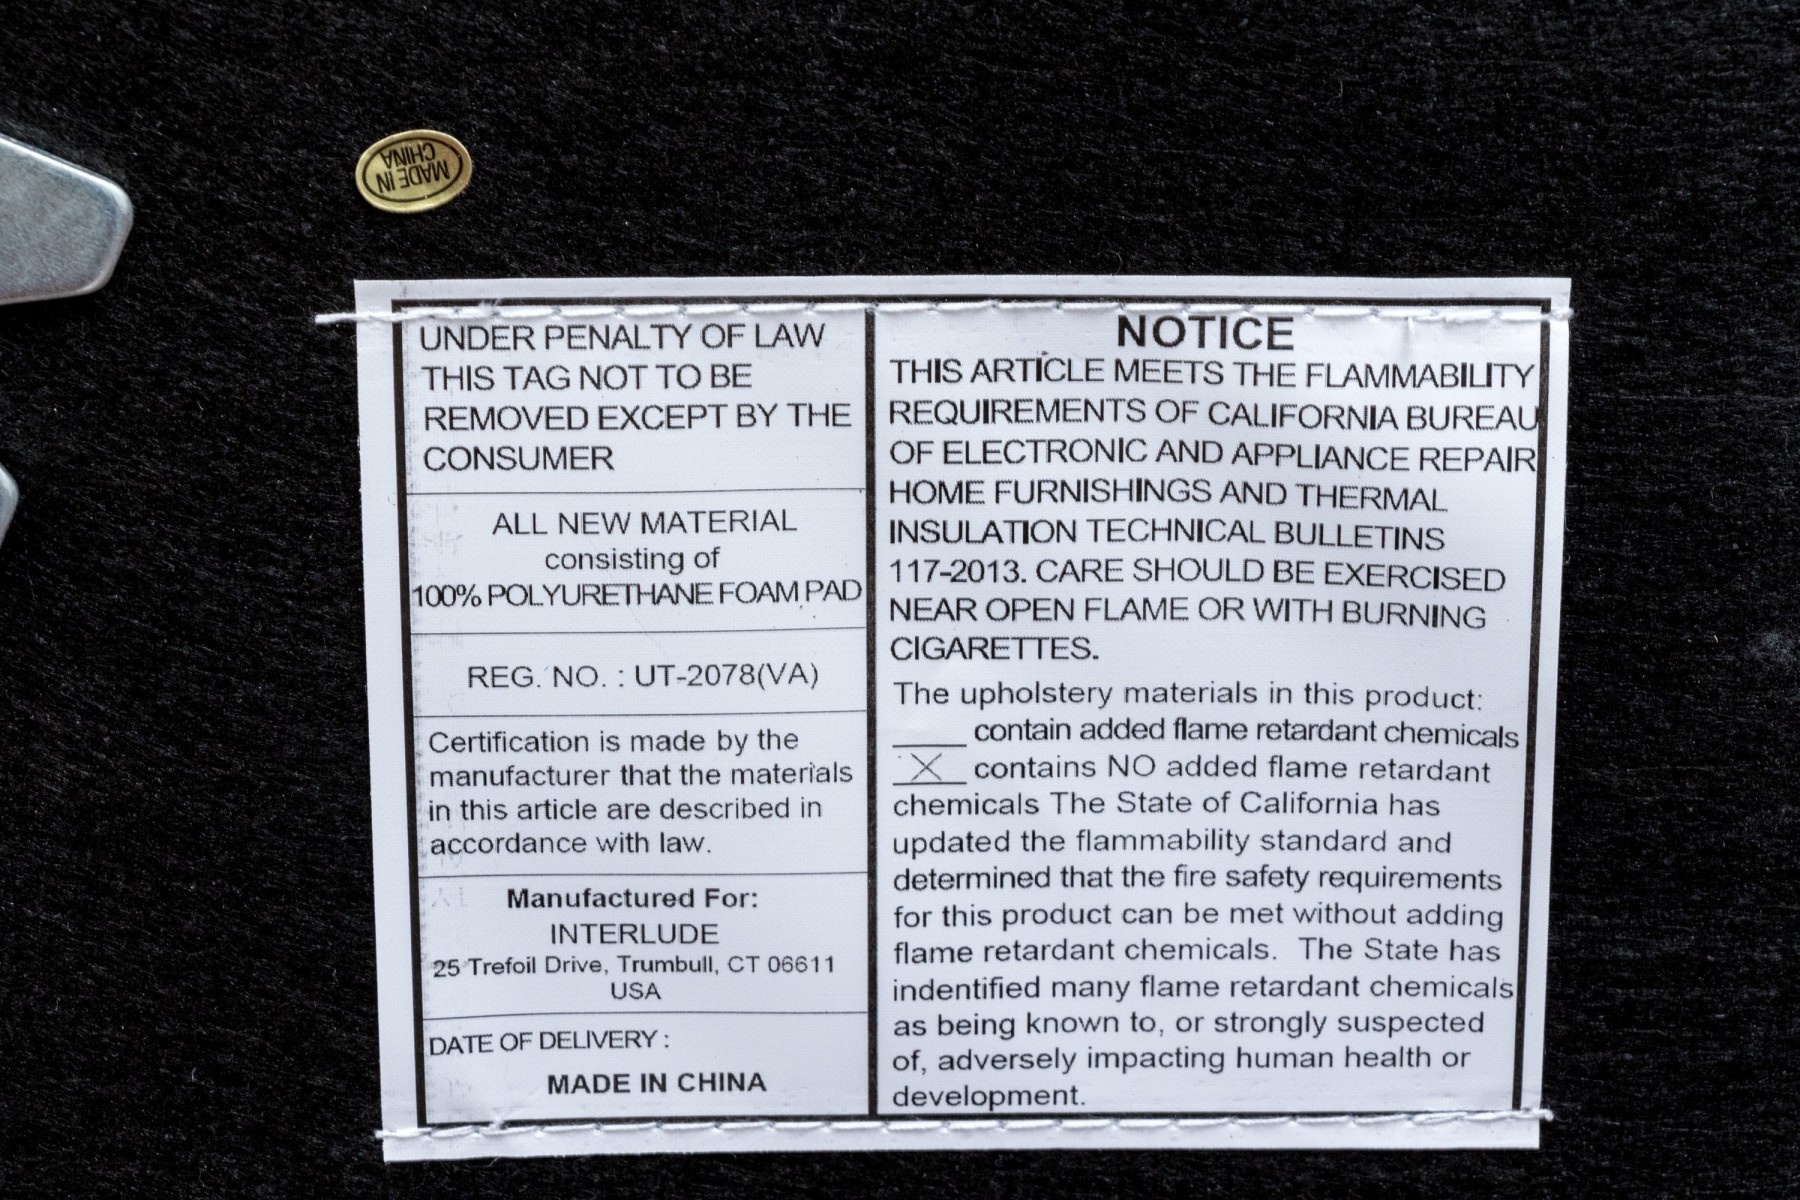 MADE IN
CHINA
UNDER PENALTY OF LAW
THIS TAG NOT TO BE
REMOVED EXCEPT BY THE
CONSUMER
ALL NEW MATERIAL
consisting of
100% POLYURETHANE FOAM PAD
REG. NO. : UT-2078(VA)
Certification is made by the
manufacturer that the materials
in this article are described in
accordance with law.
Manufactured For:
INTERLUDE
25 Trefoil Drive, Trumbull, CT 06611
USA
DATE OF DELIVERY :
MADE IN CHINA
NOTICE
THIS ARTICLE MEETS THE FLAMMABILITY
REQUIREMENTS OF CALIFORNIA BUREAU
OF ELECTRONIC AND APPLIANCE REPAIR
HOME FURNISHINGS AND THERMAL
INSULATION TECHNICAL BULLETINS
117-2013. CARE SHOULD BE EXERCISED
NEAR OPEN FLAME OR WITH BURNING
CIGARETTES.
The upholstery materials in this product:
_____ contain added flame retardant chemicals
__X__ contains NO added flame retardant
chemicals The State of California has
updated the flammability standard and
determined that the fire safety requirements
for this product can be met without adding
flame retardant chemicals. The State has
indentified many flame retardant chemicals
as being known to, or strongly suspected
of, adversely impacting human health or
development.